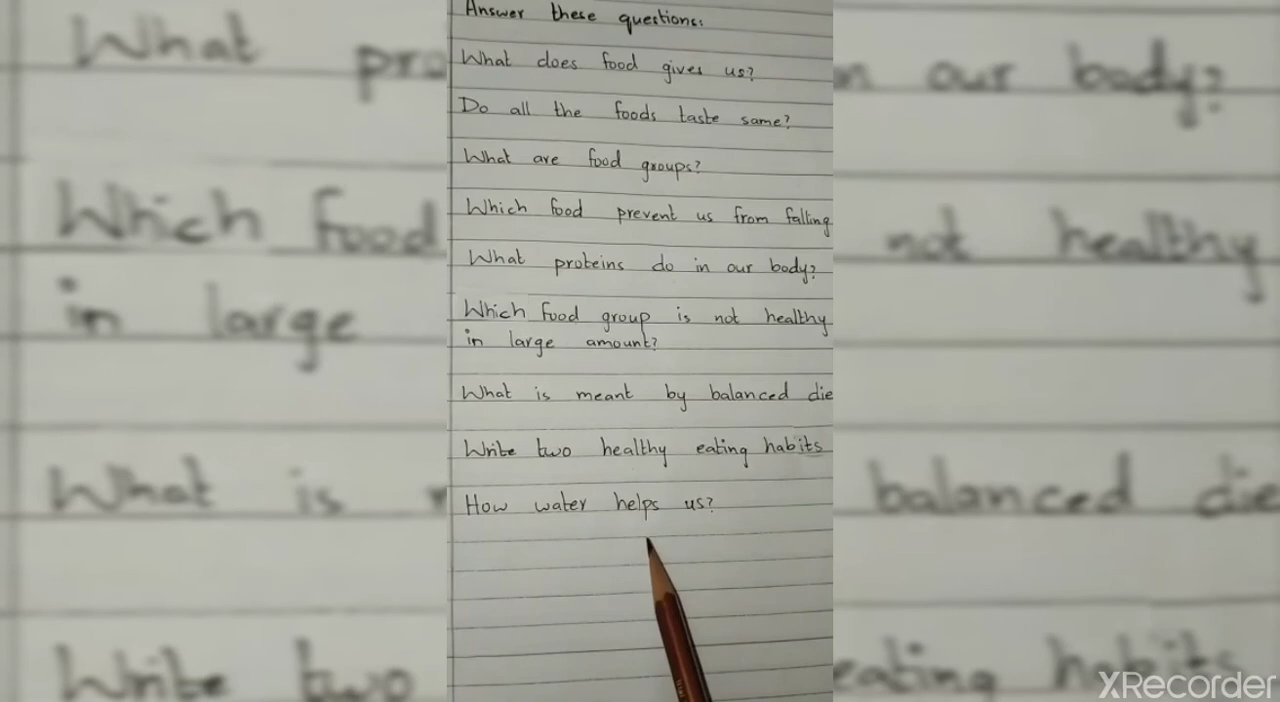 Answer these questions:
What does food gives us?
Do all the foods taste same?
What are food groups?
Which food prevent us from falling
What proteins do in our body?
Which food group is not healthy
in large amount?
What is meant by balanced die
Write two healthy eating habits
How water helps us?
XRecorder